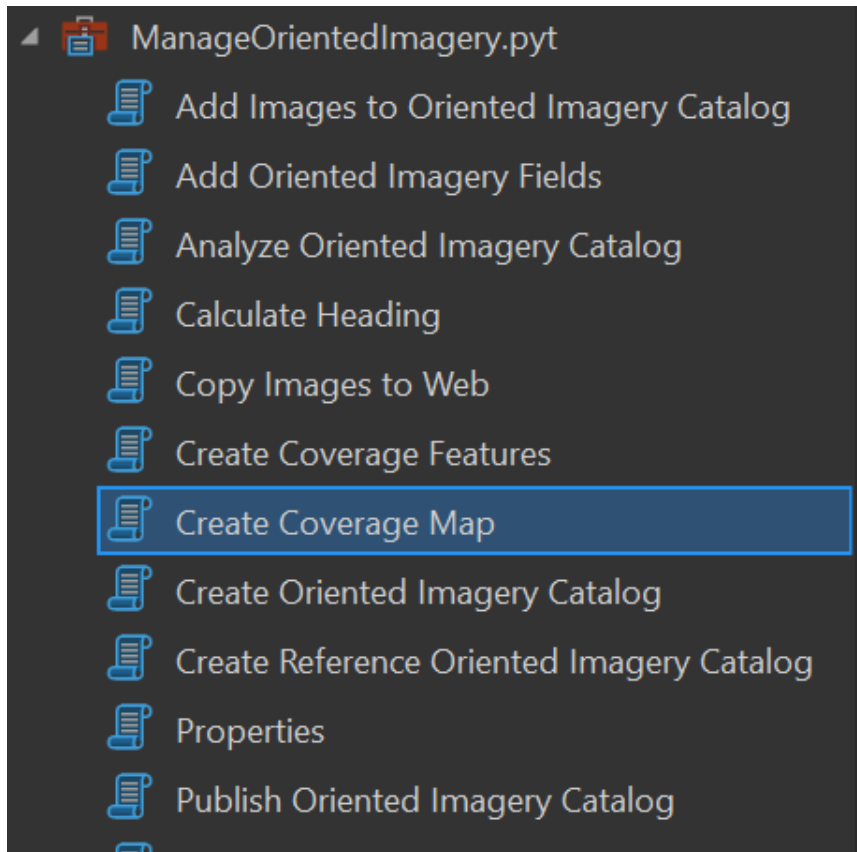 ManageOrientedImagery.pyt
Add Images to Oriented Imagery Catalog
Add Oriented Imagery Fields
Analyze Oriented Imagery Catalog
Calculate Heading
Copy Images to Web
Create Coverage Features
Create Coverage Map
Create Oriented Imagery Catalog
Create Reference Oriented Imagery Catalog
Properties
Publish Oriented Imagery Catalog